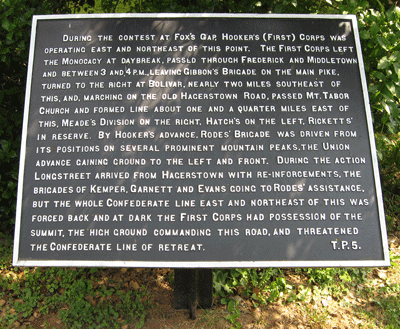 During the contest at Fox's Gap, Hooker's (First) Corps was
operating east and northeast of this point. The First Corps left
the Monocacy at daybreak, passed through Frederick and Middletown
and between 3 and 4 P.M., leaving Gibbon's Brigade on the main pike,
turned to the right at Bolivar, nearly two miles southeast of
this, and, marching on the old Hagerstown Road, passed Mt. Tabor
Church and formed line about one and a quarter miles east of
this, Meade's Division on the right, Hatch's on the left, Ricketts'
in reserve. By Hooker's advance, Rodes' Brigade was driven from
its positions on several prominent mountain peaks, the Union
advance gaining ground to the left and front. During the action
Longstreet arrived from Hagerstown with re-inforcements, the
brigades of Kemper, Garnett and Evans going to Rodes' assistance,
but the whole Confederate line east and northeast of this was
forced back and at dark the First Corps had possession of the
summit, the high ground commanding this road, and threatened
the Confederate line of retreat. T.P.5.